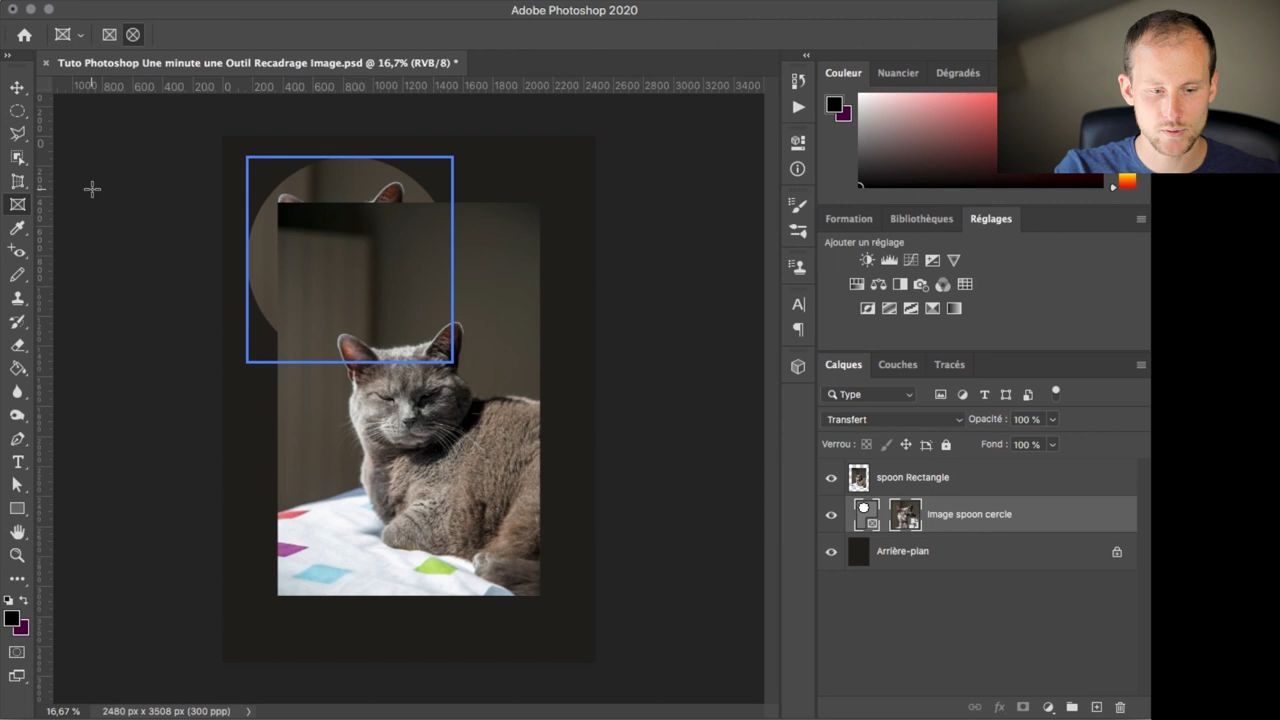 Adobe Photoshop 2020
Tuto Photoshop Une minute une Outil Recadrage Image.psd @ 16,7% (RVB/8) *
1000 800 600 400 200 0 200 400 600 800 1000 1200 1400 1600 1800 2000 2200 2400 2600 2800 3000 3200 3400
Couleur Nuancier Dégradés
Formation Bibliothèques Réglages
Ajouter un réglage
Calques Couches Tracés
Type
Transfert Opacité : 100 %
Verrou : Fond : 100 %
spoon Rectangle
Image spoon cercle
Arrière-plan
16,67 % 2480 px x 3508 px (300 ppp)